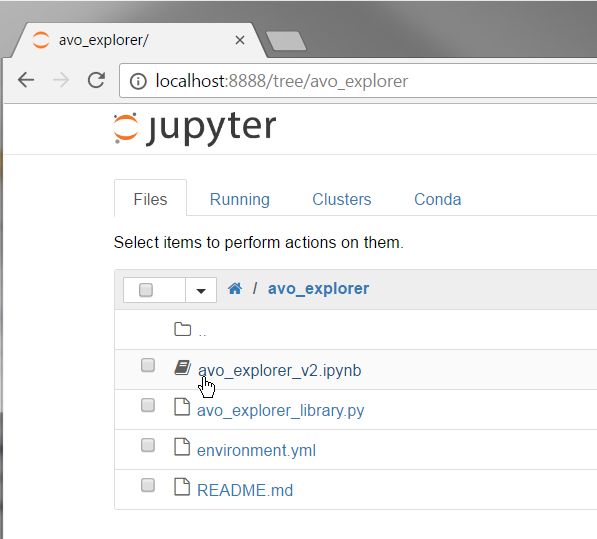 avo_explorer/
localhost:8888/tree/avo_explorer
jupyter
Files Running Clusters Conda
Select items to perform actions on them.
/ avo_explorer
..
avo_explorer_v2.ipynb
avo_explorer_library.py
environment.yml
README.md